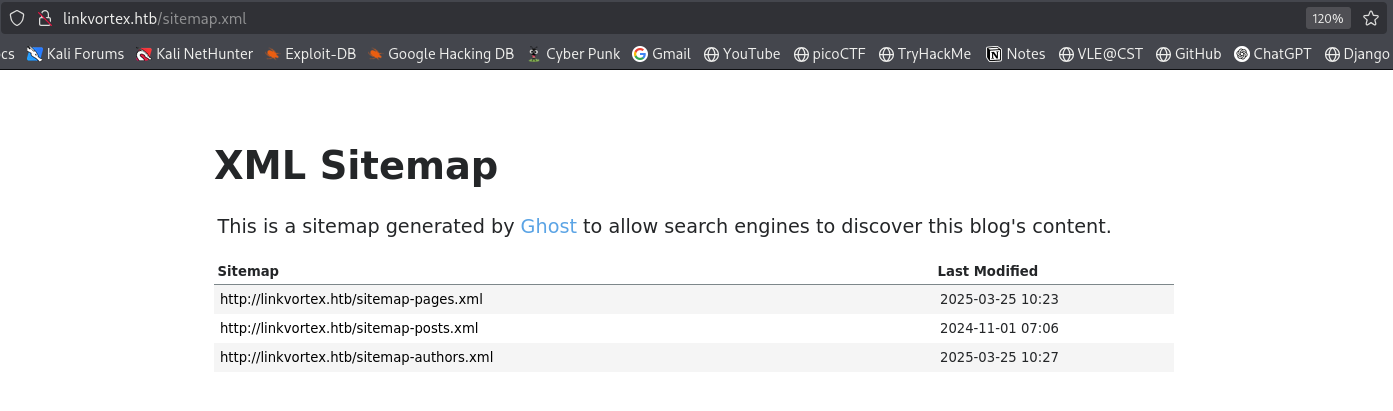 linkvortex.htb/sitemap.xml 120%
cs Kali Forums Kali NetHunter Exploit-DB Google Hacking DB Cyber Punk Gmail YouTube picoCTF TryHackMe Notes VLE@CST GitHub ChatGPT Django
XML Sitemap
This is a sitemap generated by Ghost to allow search engines to discover this blog's content.
Sitemap Last Modified
http://linkvortex.htb/sitemap-pages.xml 2025-03-25 10:23
http://linkvortex.htb/sitemap-posts.xml 2024-11-01 07:06
http://linkvortex.htb/sitemap-authors.xml 2025-03-25 10:27